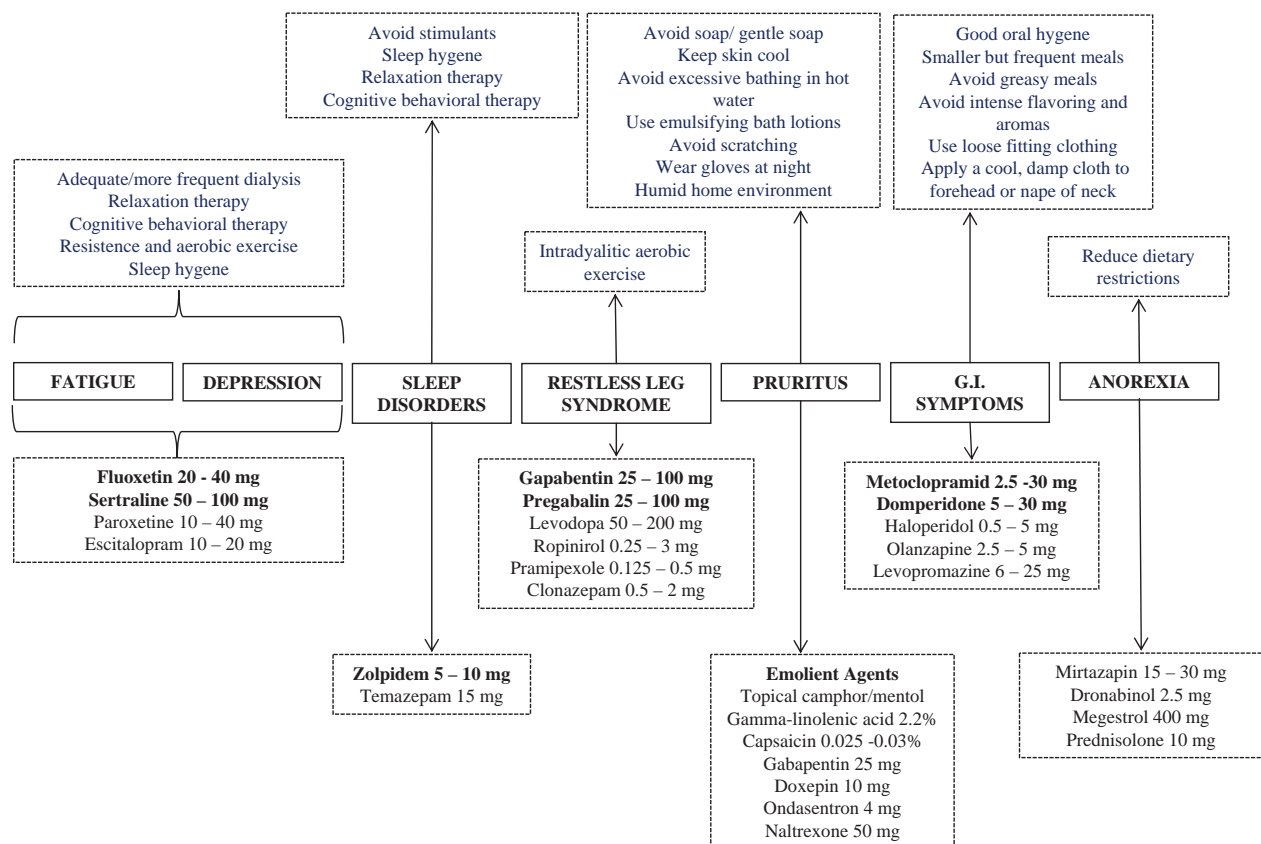 Avoid stimulants
Sleep hygene
Relaxation therapy
Cognitive behavioral therapy
Avoid soap/ gentle soap
Keep skin cool
Avoid excessive bathing in hot
water
Use emulsifying bath lotions
Avoid scratching
Wear gloves at night
Humid home environment
Good oral hygene
Smaller but frequent meals
Avoid greasy meals
Avoid intense flavoring and
aromas
Use loose fitting clothing
Apply a cool, damp cloth to
forehead or nape of neck
Adequate/more frequent dialysis
Relaxation therapy
Cognitive behavioral therapy
Resistence and aerobic exercise
Sleep hygene
Intradyalitic aerobic
exercise
Reduce dietary
restrictions
FATIGUE
DEPRESSION
SLEEP
DISORDERS
RESTLESS LEG
SYNDROME
PRURITUS
G.I.
SYMPTOMS
ANOREXIA
Fluoxetin 20 - 40 mg
Sertraline 50 – 100 mg
Paroxetine 10 – 40 mg
Escitalopram 10 – 20 mg
Gapabentin 25 – 100 mg
Pregabalin 25 – 100 mg
Levodopa 50 – 200 mg
Ropinirol 0.25 – 3 mg
Pramipexole 0.125 – 0.5 mg
Clonazepam 0.5 – 2 mg
Metoclopramid 2.5 -30 mg
Domperidone 5 – 30 mg
Haloperidol 0.5 – 5 mg
Olanzapine 2.5 – 5 mg
Levopromazine 6 – 25 mg
Zolpidem 5 – 10 mg
Temazepam 15 mg
Emolient Agents
Topical camphor/mentol
Gamma-linolenic acid 2.2%
Capsaicin 0.025 -0.03%
Gabapentin 25 mg
Doxepin 10 mg
Ondasentron 4 mg
Naltrexone 50 mg
Mirtazapin 15 – 30 mg
Dronabinol 2.5 mg
Megestrol 400 mg
Prednisolone 10 mg